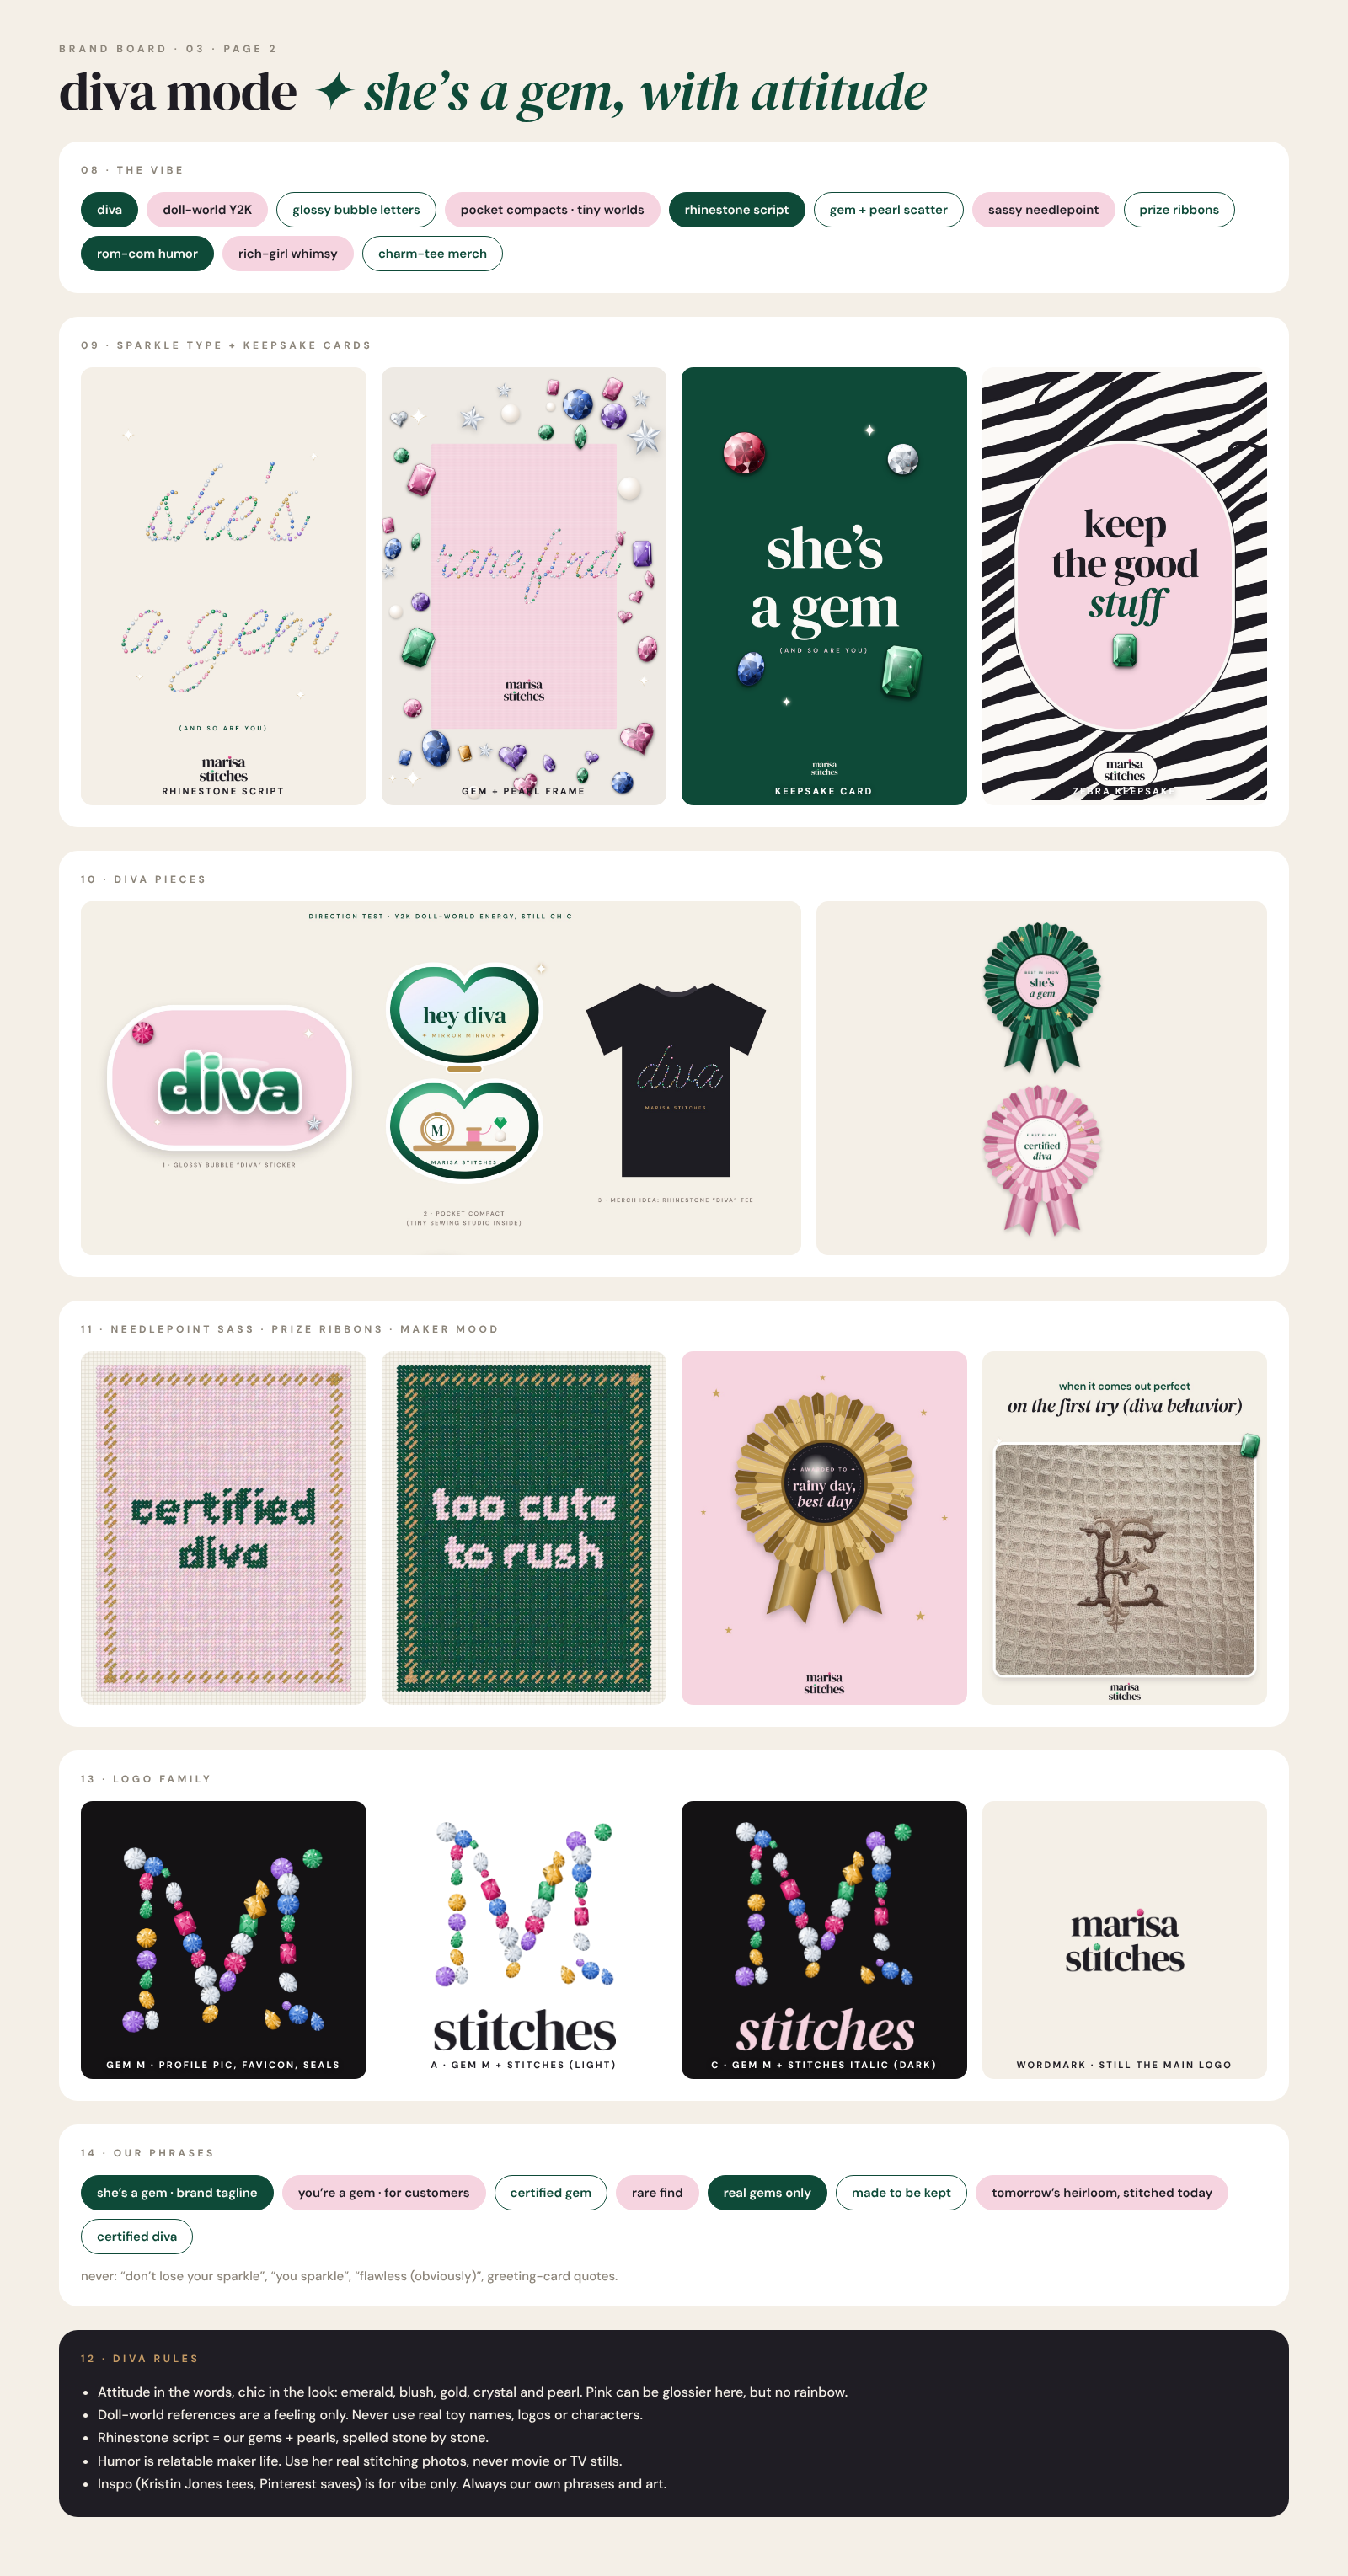 BRAND BOARD · 03 · PAGE 2
diva mode ✦ she's a gem, with attitude
08 · THE VIBE
diva
doll-world Y2K
glossy bubble letters
pocket compacts · tiny worlds
rhinestone script
gem + pearl scatter
sassy needlepoint
prize ribbons
rom-com humor
rich-girl whimsy
charm-tee merch
09 · SPARKLE TYPE + KEEPSAKE CARDS
she's
a gem
(AND SO ARE YOU)
marisa
stitches
RHINESTONE SCRIPT
rare find
marisa
stitches
GEM + PEARL FRAME
she's
a gem
(AND SO ARE YOU)
marisa
stitches
KEEPSAKE CARD
keep
the good
stuff
marisa
stitches
ZEBRA KEEPSAKE
10 · DIVA PIECES
DIRECTION TEST · Y2K DOLL-WORLD ENERGY, STILL CHIC
diva
1 · GLOSSY BUBBLE "DIVA" STICKER
hey diva
✦ MIRROR MIRROR ✦
M
MARISA STITCHES
2 · POCKET COMPACT
(TINY SEWING STUDIO INSIDE)
diva
MARISA STITCHES
3 · MERCH IDEA: RHINESTONE "DIVA" TEE
BEST IN SHOW
she's
a gem
FIRST PLACE
certified
diva
11 · NEEDLEPOINT SASS · PRIZE RIBBONS · MAKER MOOD
certified
diva
too cute
to rush
✦ AWARDED TO ✦
rainy day,
best day
marisa
stitches
when it comes out perfect
on the first try (diva behavior)
E
marisa
stitches
13 · LOGO FAMILY
M
GEM M · PROFILE PIC, FAVICON, SEALS
M
stitches
A · GEM M + STITCHES (LIGHT)
M
stitches
C · GEM M + STITCHES ITALIC (DARK)
marisa
stitches
WORDMARK · STILL THE MAIN LOGO
14 · OUR PHRASES
she's a gem · brand tagline
you're a gem · for customers
certified gem
rare find
real gems only
made to be kept
tomorrow's heirloom, stitched today
certified diva
never: "don't lose your sparkle", "you sparkle", "flawless (obviously)", greeting-card quotes.
12 · DIVA RULES
• Attitude in the words, chic in the look: emerald, blush, gold, crystal and pearl. Pink can be glossier here, but no rainbow.
• Doll-world references are a feeling only. Never use real toy names, logos or characters.
• Rhinestone script = our gems + pearls, spelled stone by stone.
• Humor is relatable maker life. Use her real stitching photos, never movie or TV stills.
• Inspo (Kristin Jones tees, Pinterest saves) is for vibe only. Always our own phrases and art.